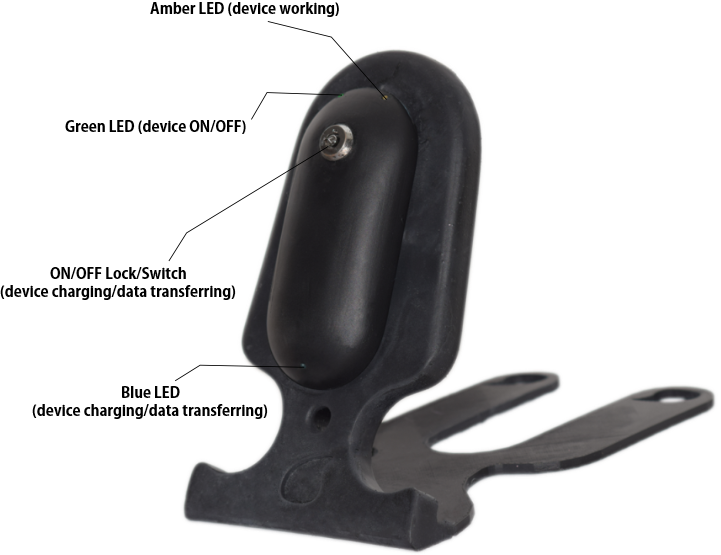 Amber LED (device working)
Green LED (device ON/OFF)
ON/OFF Lock/Switch
(device charging/data transferring)
Blue LED
(device charging/data transferring)